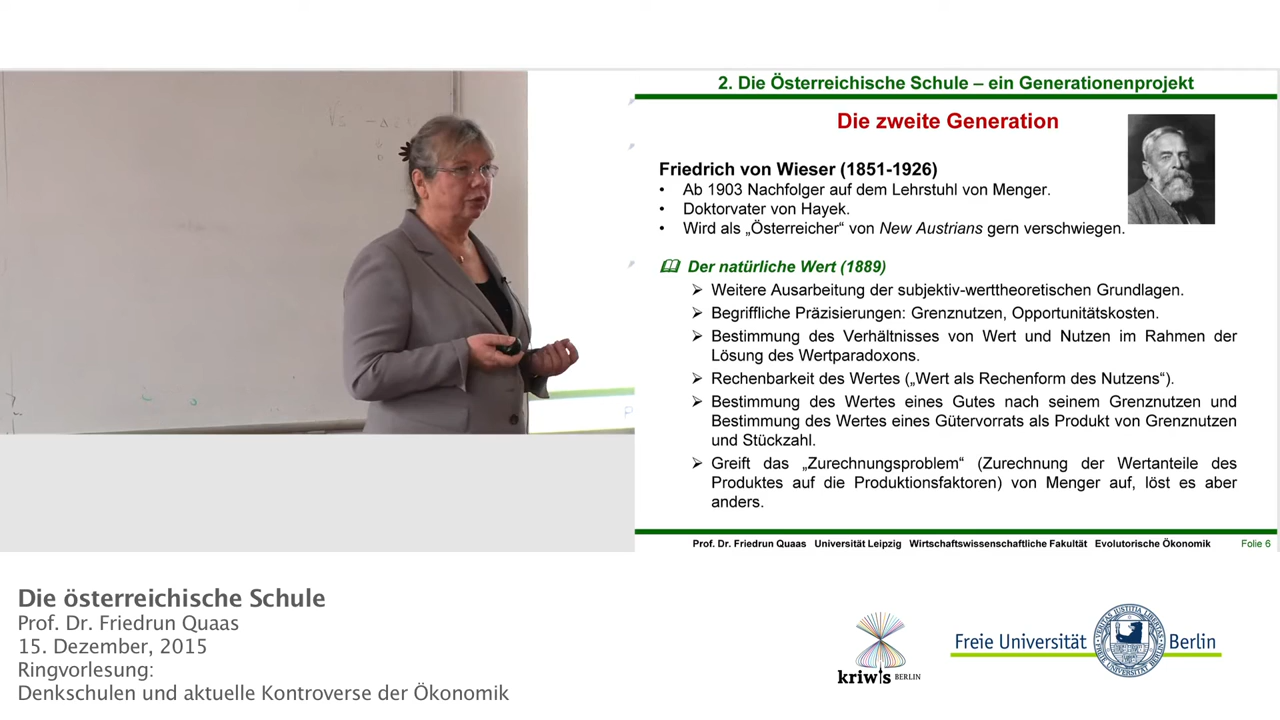 2. Die Österreichische Schule – ein Generationenprojekt
Die zweite Generation
Friedrich von Wieser (1851-1926)
• Ab 1903 Nachfolger auf dem Lehrstuhl von Menger.
• Doktorvater von Hayek.
• Wird als „Österreicher“ von New Austrians gern verschwiegen.
Der natürliche Wert (1889)
➢ Weitere Ausarbeitung der subjektiv-werttheoretischen Grundlagen.
➢ Begriffliche Präzisierungen: Grenznutzen, Opportunitätskosten.
➢ Bestimmung des Verhältnisses von Wert und Nutzen im Rahmen der
Lösung des Wertparadoxons.
➢ Rechenbarkeit des Wertes („Wert als Rechenform des Nutzens“).
➢ Bestimmung des Wertes eines Gutes nach seinem Grenznutzen und
Bestimmung des Wertes eines Gütervorrats als Produkt von Grenznutzen
und Stückzahl.
➢ Greift das „Zurechnungsproblem“ (Zurechnung der Wertanteile des
Produktes auf die Produktionsfaktoren) von Menger auf, löst es aber
anders.
Prof. Dr. Friedrun Quaas Universität Leipzig Wirtschaftswissenschaftliche Fakultät Evolutorische Ökonomik Folie 6
Die österreichische Schule
Prof. Dr. Friedrun Quaas
15. Dezember, 2015
Ringvorlesung:
Denkschulen und aktuelle Kontroverse der Ökonomik
kriwis BERLIN
Freie Universität Berlin